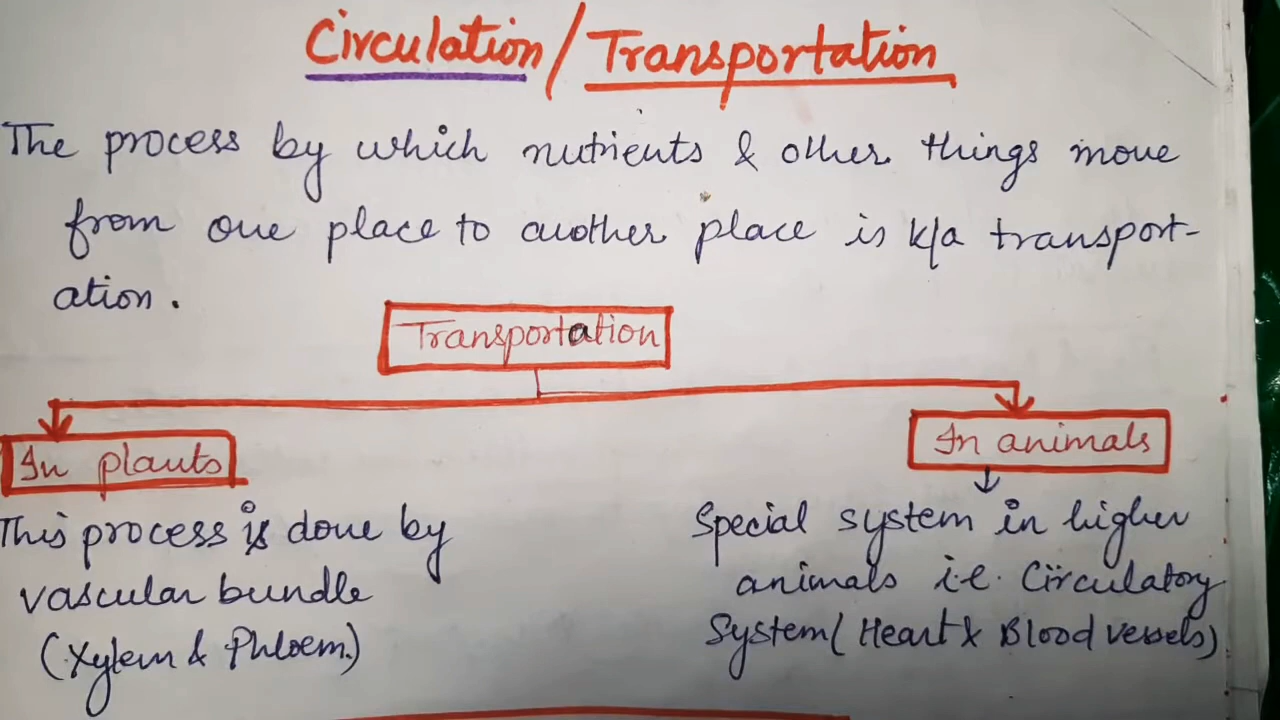 Circulation/Transportation
The process by which nutrients & other things move
from one place to another place is k/a transport-
ation.
Transportation
In plants
In animals
This process is done by
vascular bundle
(Xylem & Phloem.)
Special system in higher
animals i.e. Circulatory
System (Heart & Blood vessels)